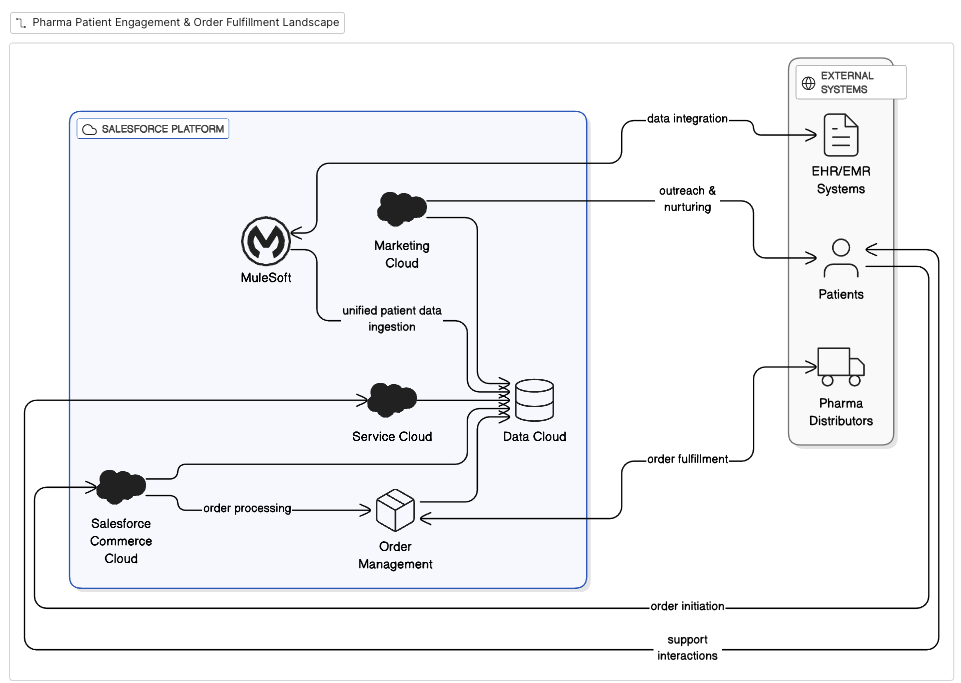 Pharma Patient Engagement & Order Fulfillment Landscape
EXTERNAL
SYSTEMS
SALESFORCE PLATFORM
data integration
EHR/EMR
Systems
outreach &
nurturing
Marketing
Cloud
MuleSoft
Patients
unified patient data
ingestion
Pharma
Distributors
Service Cloud
Data Cloud
order fulfillment
order processing
Salesforce
Commerce
Cloud
Order
Management
order initiation
support
interactions